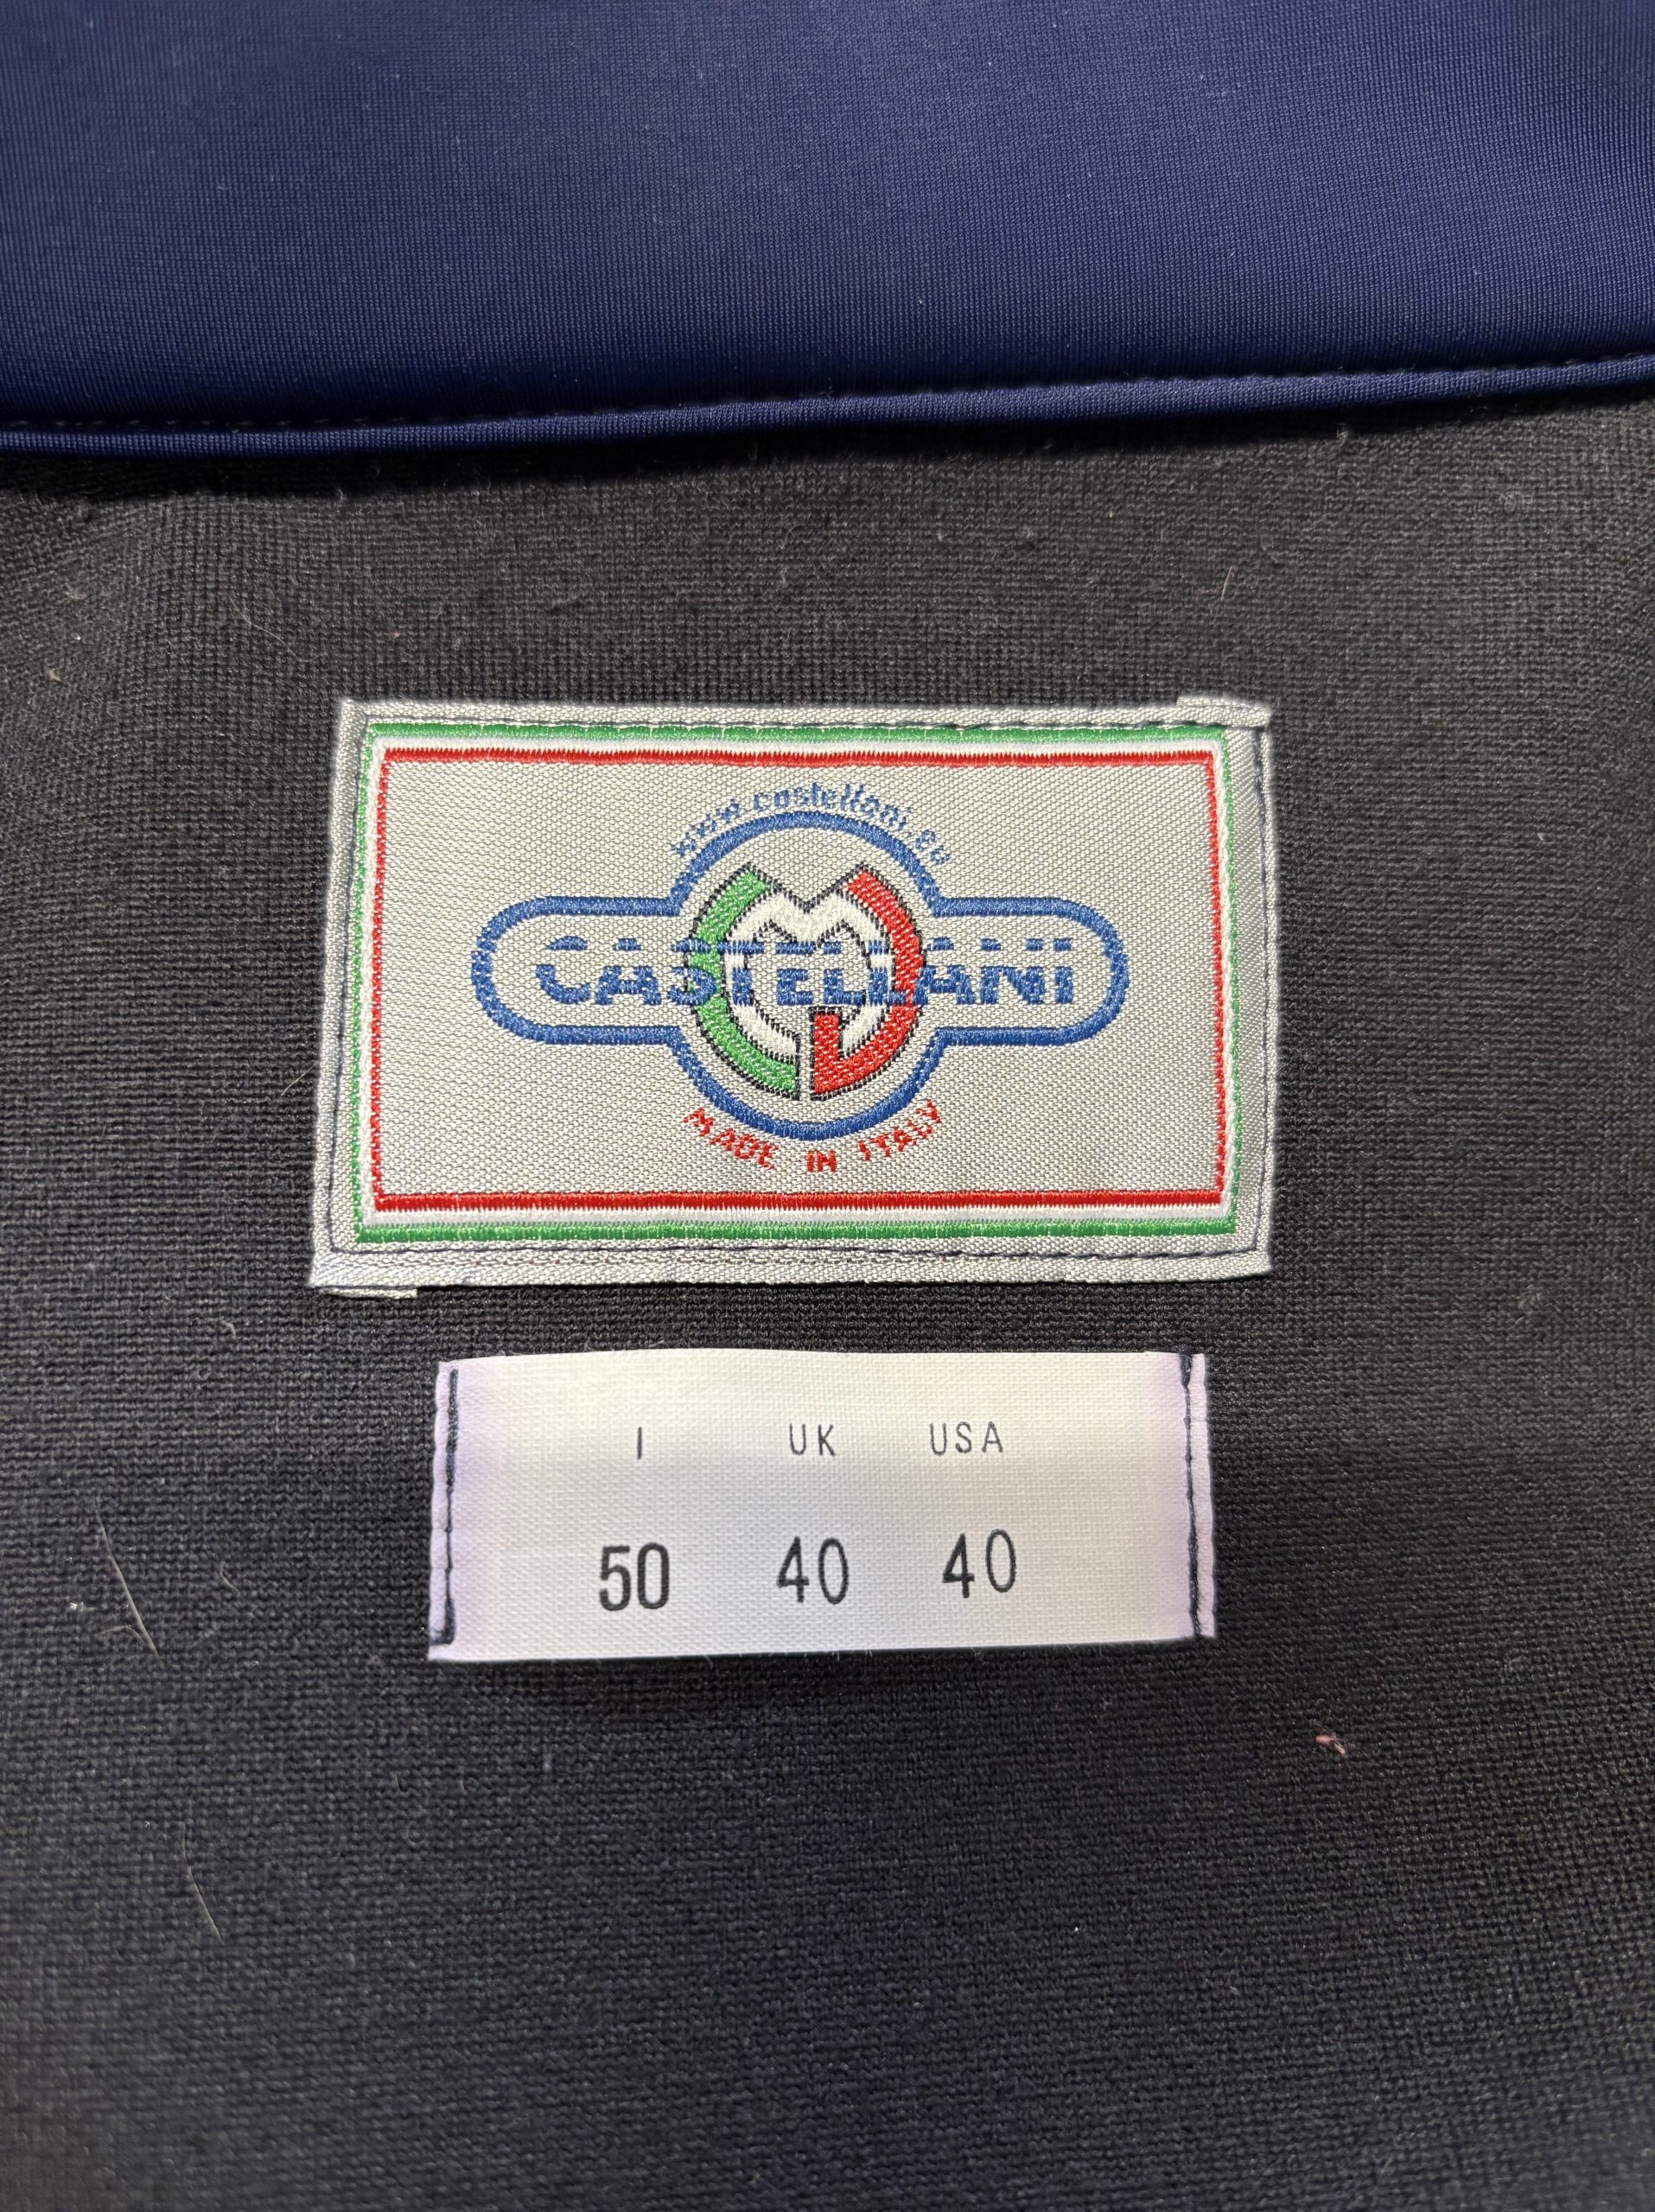 www.castellani.eu
CASTELLANI
MADE IN ITALY
I UK USA
50 40 40